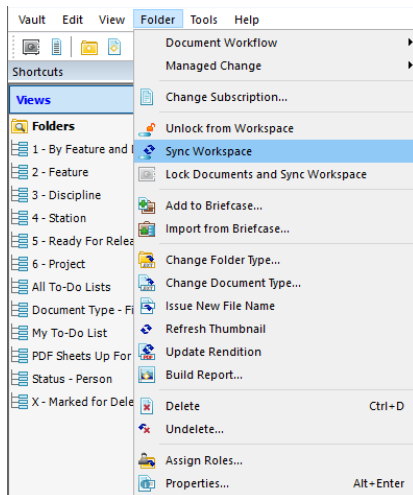 Vault Edit View Folder Tools Help
Shortcuts
Views
Folders
1 - By Feature and
2 - Feature
3 - Discipline
4 - Station
5 - Ready For Relea
6 - Project
All To-Do Lists
Document Type - Fi
My To-Do List
PDF Sheets Up For
Status - Person
X - Marked for Dele
Document Workflow
Managed Change
Change Subscription...
Unlock from Workspace
Sync Workspace
Lock Documents and Sync Workspace
Add to Briefcase...
Import from Briefcase...
Change Folder Type...
Change Document Type...
Issue New File Name
Refresh Thumbnail
Update Rendition
Build Report...
Delete Ctrl+D
Undelete...
Assign Roles...
Properties... Alt+Enter